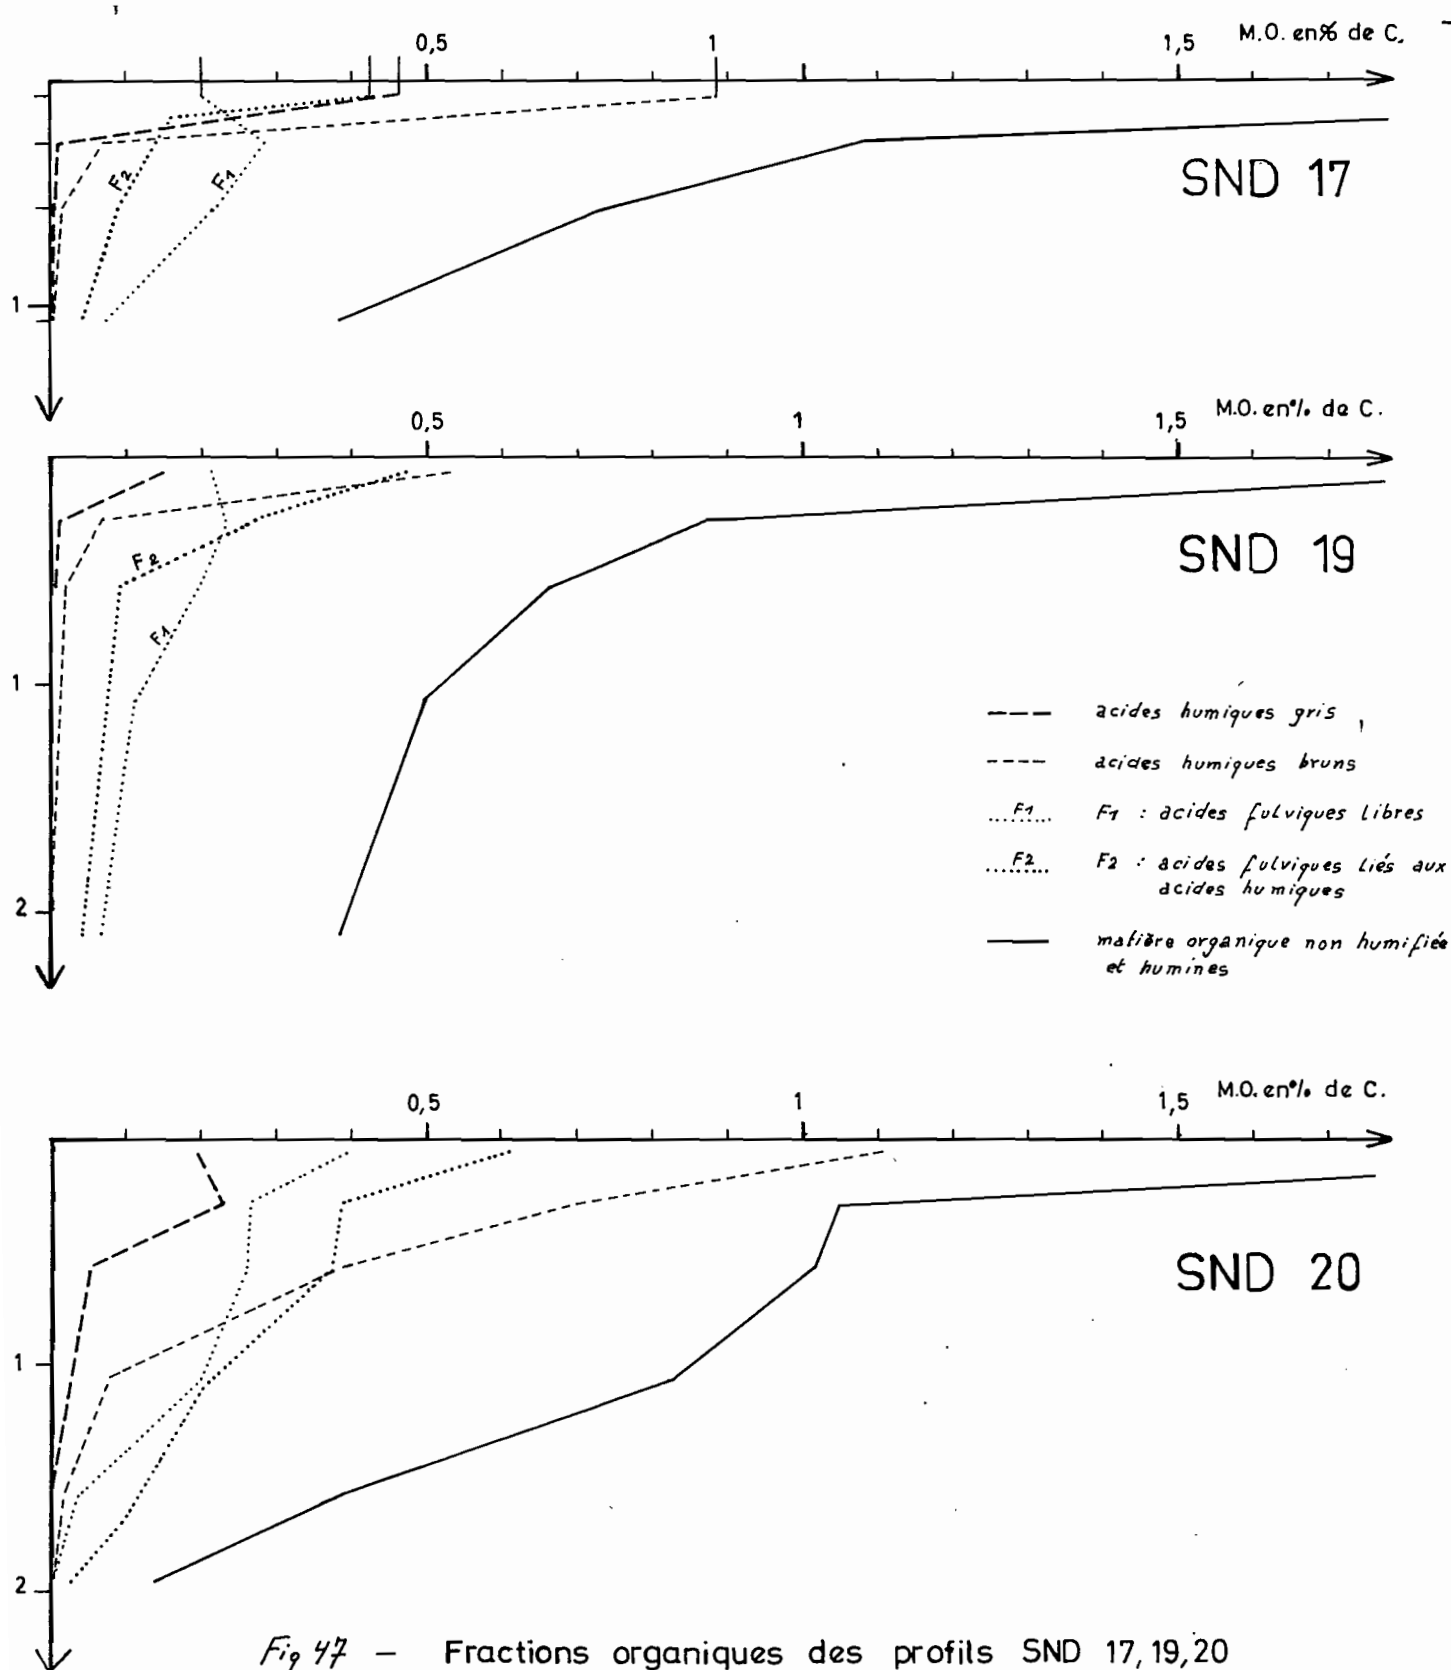 0,5 1 1,5 M.O. en% de C.
SND 17
F2 F1
1
0,5 1 1,5 M.O. en% de C.
SND 19
F2
F1
1
acides humiques gris
acides humiques bruns
F1 F1 : acides fulviques libres
F2 F2 : acides fulviques liés aux
acides humiques
2
matière organique non humifiée
et humines
0,5 1 1,5 M.O. en% de C.
SND 20
1
2
Fig 47 — Fractions organiques des profils SND 17, 19, 20